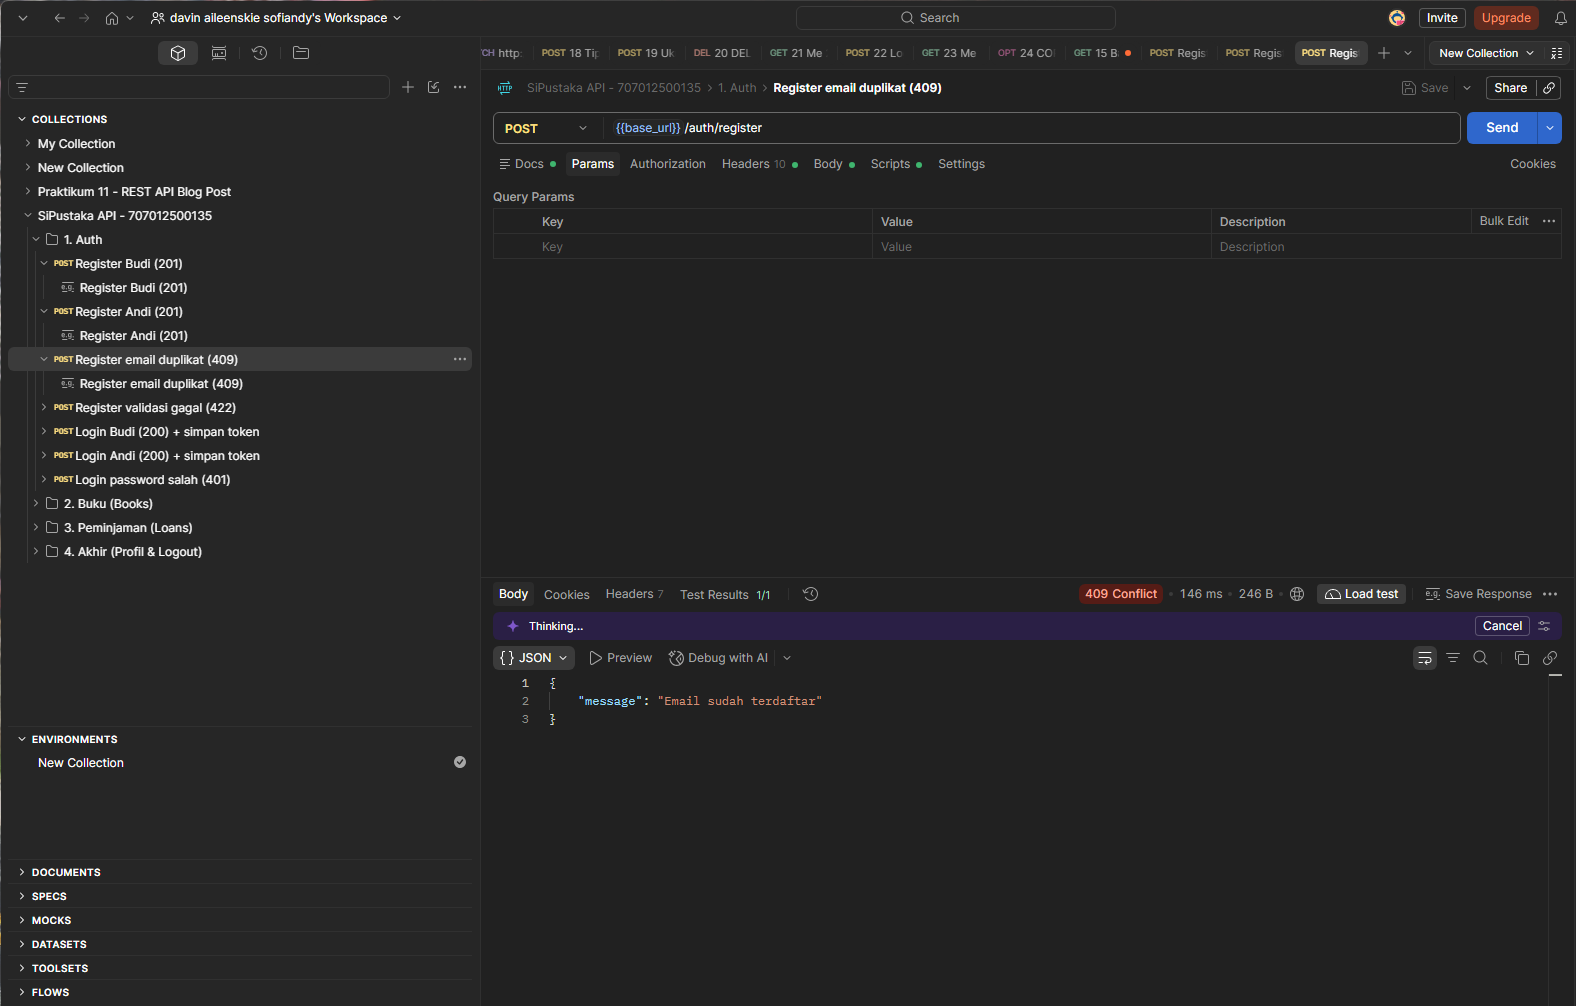 davin aileenskie sofiandy's Workspace
Search
Invite
Upgrade
CH http:
POST 18 Tip
POST 19 Uk
DEL 20 DEL
GET 21 Me
POST 22 Lo
GET 23 Me
OPT 24 CO
GET 15 B
POST Regis
POST Regis
POST Regis
New Collection
COLLECTIONS
My Collection
New Collection
Praktikum 11 - REST API Blog Post
SiPustaka API - 707012500135
1. Auth
POST Register Budi (201)
e.g. Register Budi (201)
POST Register Andi (201)
e.g. Register Andi (201)
POST Register email duplikat (409)
e.g. Register email duplikat (409)
POST Register validasi gagal (422)
POST Login Budi (200) + simpan token
POST Login Andi (200) + simpan token
POST Login password salah (401)
2. Buku (Books)
3. Peminjaman (Loans)
4. Akhir (Profil & Logout)
ENVIRONMENTS
New Collection
DOCUMENTS
SPECS
MOCKS
DATASETS
TOOLSETS
FLOWS
HTTP SiPustaka API - 707012500135 > 1. Auth > Register email duplikat (409)
Save
Share
POST {{base_url}} /auth/register
Send
Docs Params Authorization Headers 10 Body Scripts Settings
Cookies
Query Params
Key Value Description Bulk Edit
Key Value Description
Body Cookies Headers 7 Test Results 1/1
409 Conflict 146 ms 246 B Load test e.g. Save Response
Thinking...
Cancel
{} JSON Preview Debug with AI
1 {
2 "message": "Email sudah terdaftar"
3 }